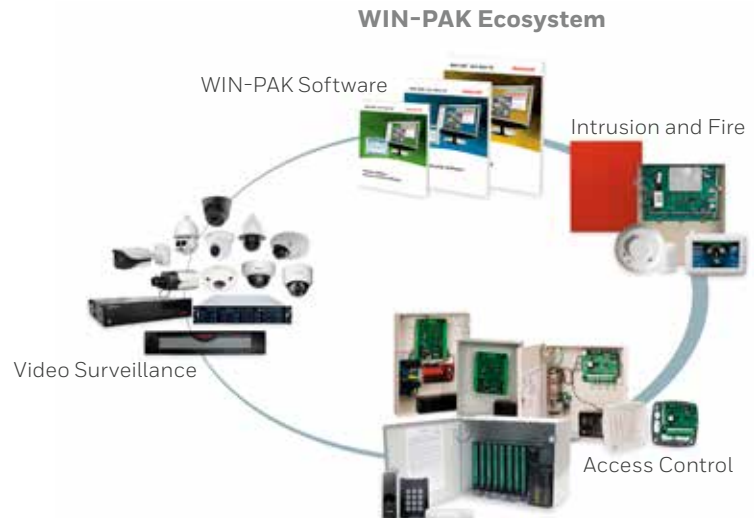 WIN-PAK Ecosystem
WIN-PAK Software
Intrusion and Fire
Video Surveillance
Access Control